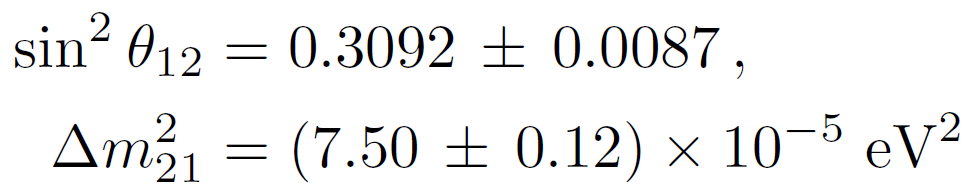 sin² θ₁₂ = 0.3092 ± 0.0087 ,
Δm²₂₁ = (7.50 ± 0.12) × 10⁻⁵ eV²